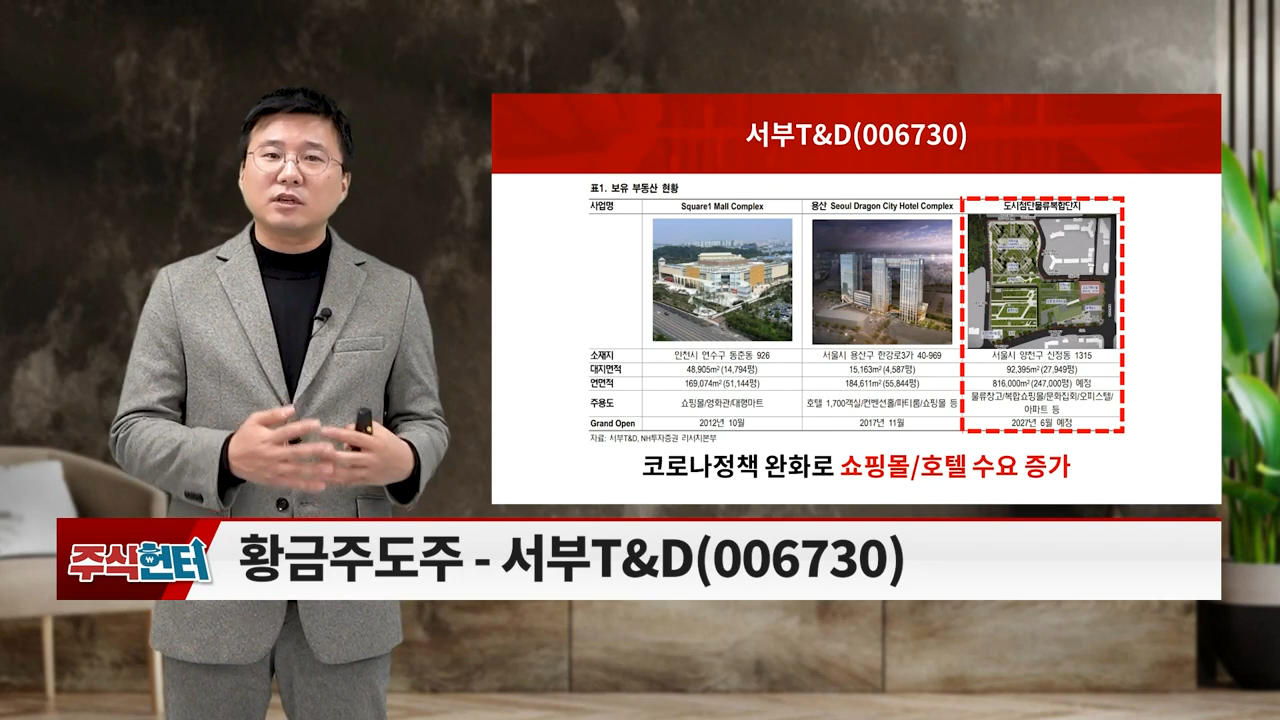 서부T&D(006730)
표1. 보유 부동산 현황
사업명 Square1 Mall Complex 용산 Seoul Dragon City Hotel Complex 도시첨단물류복합단지
소재지 인천시 연수구 동춘동 926 서울시 용산구 한강로3가 40-969 서울시 양천구 신정동 1315
대지면적 48,905m² (14,794평) 15,163m² (4,587평) 92,395m² (27,949평)
연면적 169,074m² (51,144평) 184,611m² (55,844평) 816,000m² (247,000평) 예정
주용도 쇼핑몰/영화관/대형마트 호텔 1,700객실/컨벤션홀/파티룸/쇼핑몰 등 물류창고/복합쇼핑몰/문화집회/오피스텔/
아파트 등
Grand Open 2012년 10월 2017년 11월 2027년 6월 예정
자료: 서부T&D, NH투자증권 리서치본부
코로나정책 완화로 쇼핑몰/호텔 수요 증가
주식헌터 황금주도주 - 서부T&D(006730)